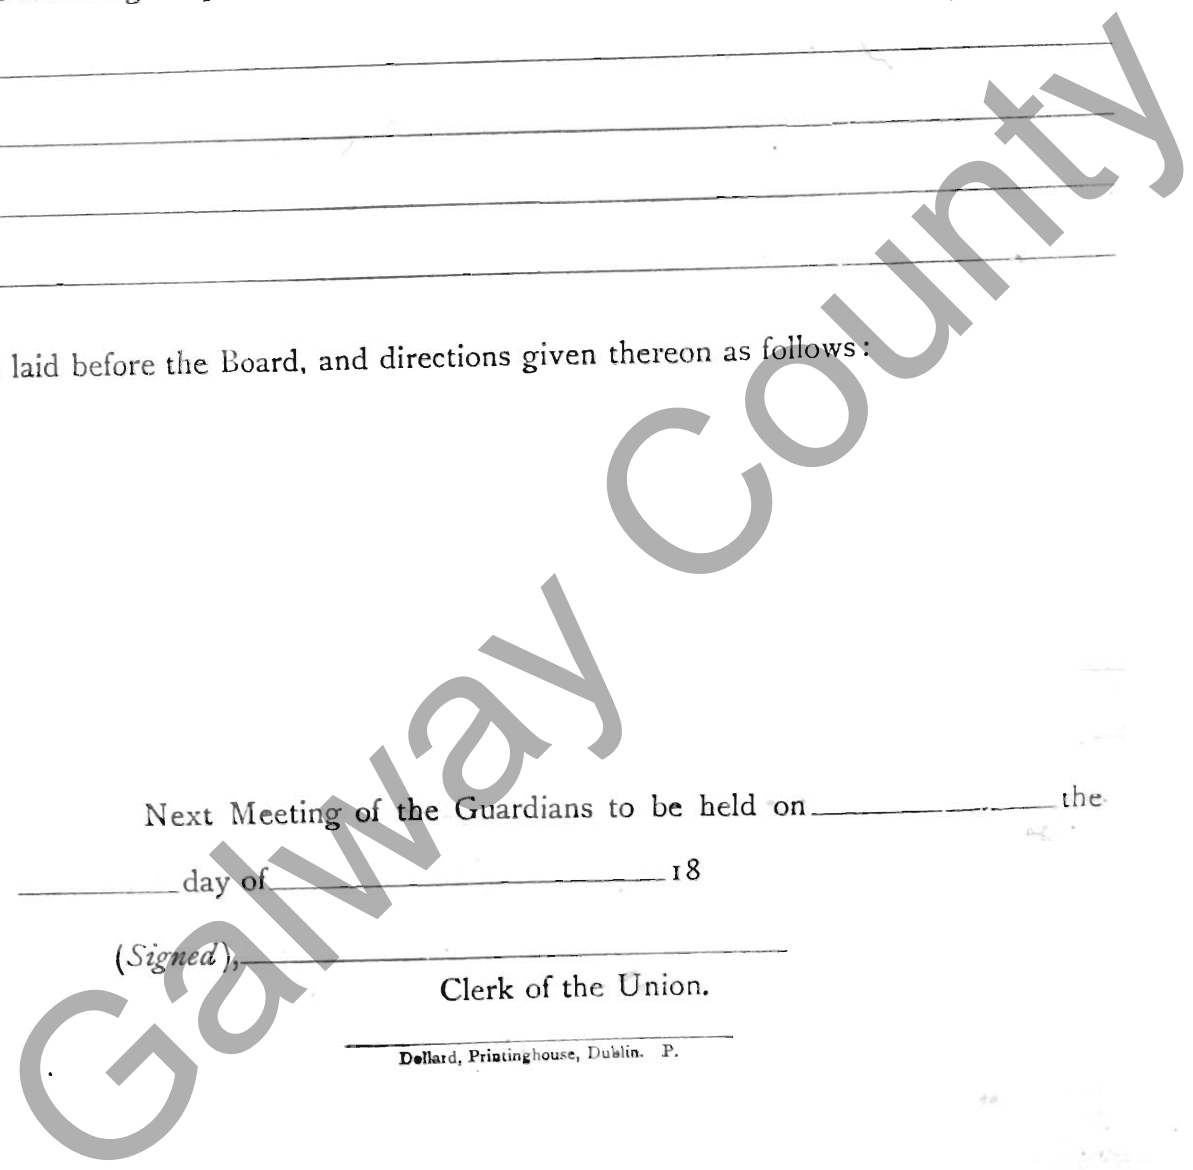 laid before the Board, and directions given thereon as follows:
Next Meeting of the Guardians to be held on the
day of 18
(Signed),
Clerk of the Union.
Dollard, Printinghouse, Dublin. P.
Galway County